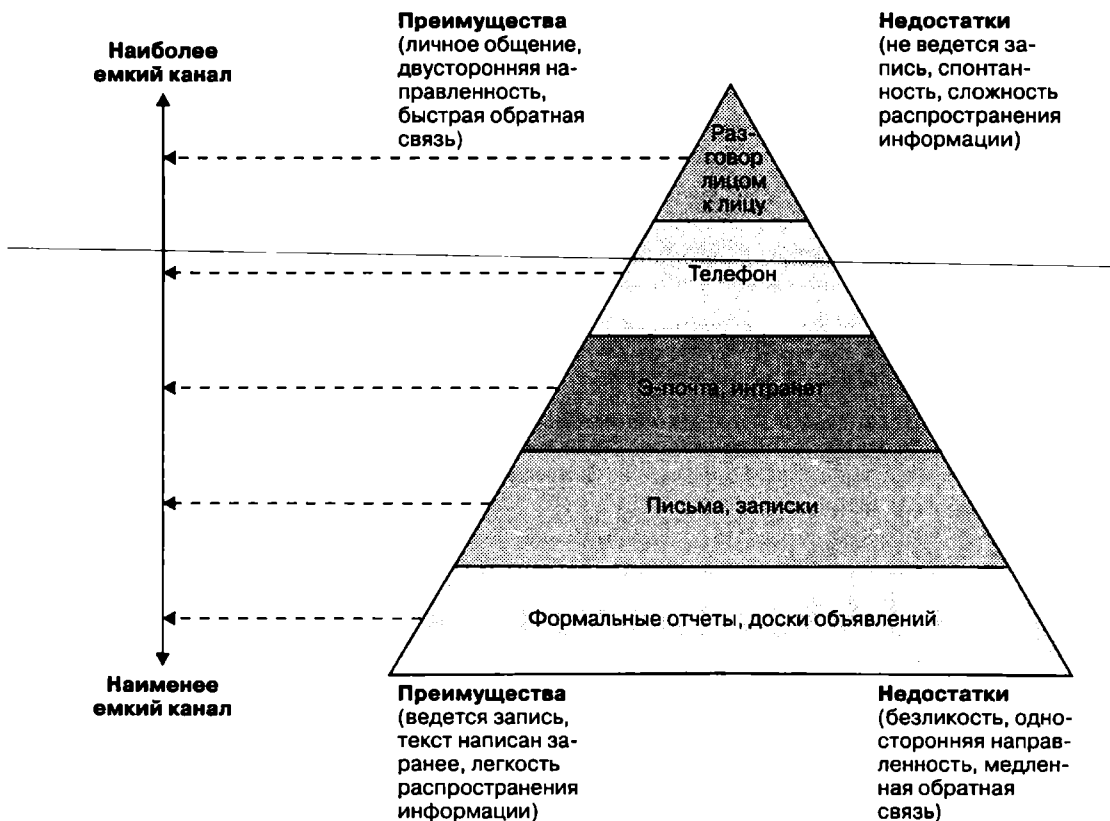 Преимущества
(личное общение,
двусторонняя на-
правленность,
быстрая обратная
связь)
Недостатки
(не ведется за-
пись, спонтан-
ность, сложность
распространения
информации)
Наиболее
емкий канал
Раз-
говор
лицом
к лицу
Телефон
Э-почта, интранет
Письма, записки
Формальные отчеты, доски объявлений
Наименее
емкий канал
Преимущества
(ведется запись,
текст написан за-
ранее, легкость
распространения
информации)
Недостатки
(безликость, одно-
сторонняя направ-
ленность, медлен-
ная обратная
связь)